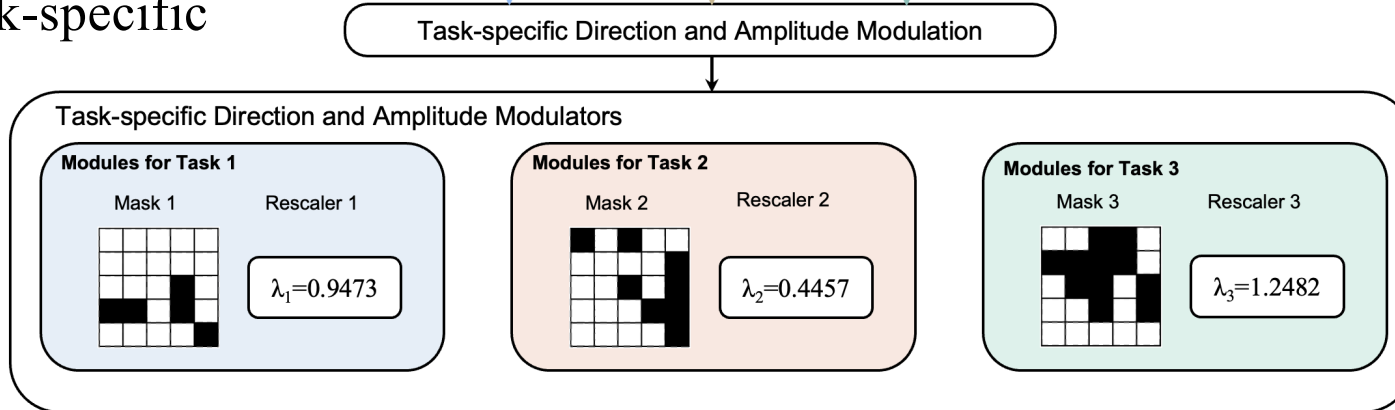 k-specific
Task-specific Direction and Amplitude Modulation
Task-specific Direction and Amplitude Modulators
Modules for Task 1
Mask 1
Rescaler 1
λ₁=0.9473
Modules for Task 2
Mask 2
Rescaler 2
λ₂=0.4457
Modules for Task 3
Mask 3
Rescaler 3
λ₃=1.2482